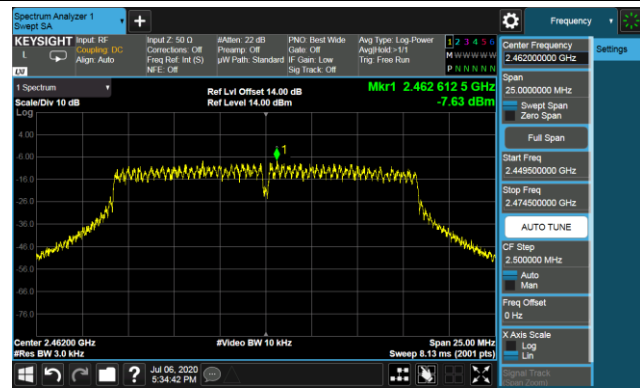 Spectrum Analyzer 1
Swept SA
Frequency
KEYSIGHT
Input: RF
Coupling: DC
Align: Auto
Input Z: 50 Ω
Corrections: Off
Freq Ref: Int (S)
NFE: Off
#Atten: 22 dB
Preamp: Off
µW Path: Standard
PNO: Best Wide
Gate: Off
IF Gain: Low
Sig Track: Off
Avg Type: Log-Power
Avg|Hold >1/1
Trig: Free Run
1 2 3 4 5 6
M W W W W W
P N N N N N
L
LXI
1 Spectrum
Scale/Div 10 dB
Log
Ref Lvl Offset 14.00 dB
Ref Level 14.00 dBm
Mkr1 2.462 612 5 GHz
-7.63 dBm
4.00
-6.00
-16.0
-26.0
-36.0
-46.0
-56.0
-66.0
-76.0
1
Center 2.46200 GHz
#Res BW 3.0 kHz
#Video BW 10 kHz
Span 25.00 MHz
Sweep 8.13 ms (2001 pts)
Center Frequency
2.462000000 GHz
Settings
Span
25.0000000 MHz
Swept Span
Zero Span
Full Span
Start Freq
2.449500000 GHz
Stop Freq
2.474500000 GHz
AUTO TUNE
CF Step
2.500000 MHz
Auto
Man
Freq Offset
0 Hz
X Axis Scale
Log
Lin
Signal Track
(Span Zoom)
Jul 06, 2020
5:34:42 PM